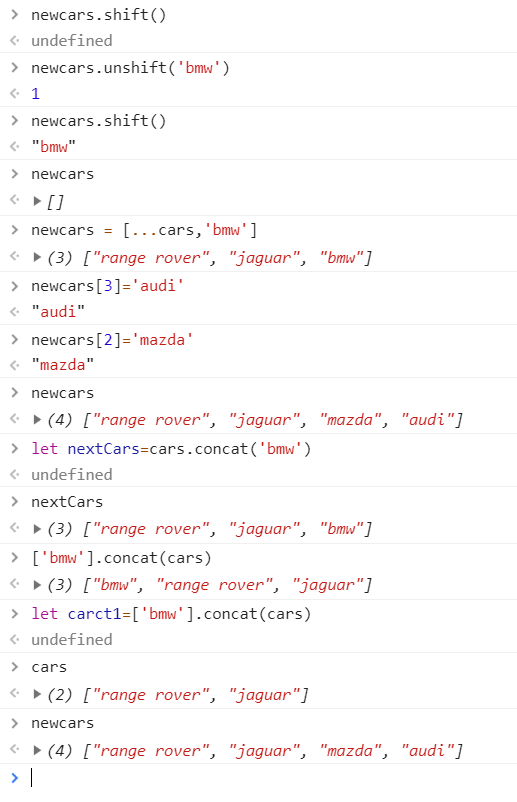 newcars.shift()
undefined
newcars.unshift('bmw')
1
newcars.shift()
"bmw"
newcars
[]
newcars = [...cars,'bmw']
(3) ["range rover", "jaguar", "bmw"]
newcars[3]='audi'
"audi"
newcars[2]='mazda'
"mazda"
newcars
(4) ["range rover", "jaguar", "mazda", "audi"]
let nextCars=cars.concat('bmw')
undefined
nextCars
(3) ["range rover", "jaguar", "bmw"]
['bmw'].concat(cars)
(3) ["bmw", "range rover", "jaguar"]
let carct1=['bmw'].concat(cars)
undefined
cars
(2) ["range rover", "jaguar"]
newcars
(4) ["range rover", "jaguar", "mazda", "audi"]